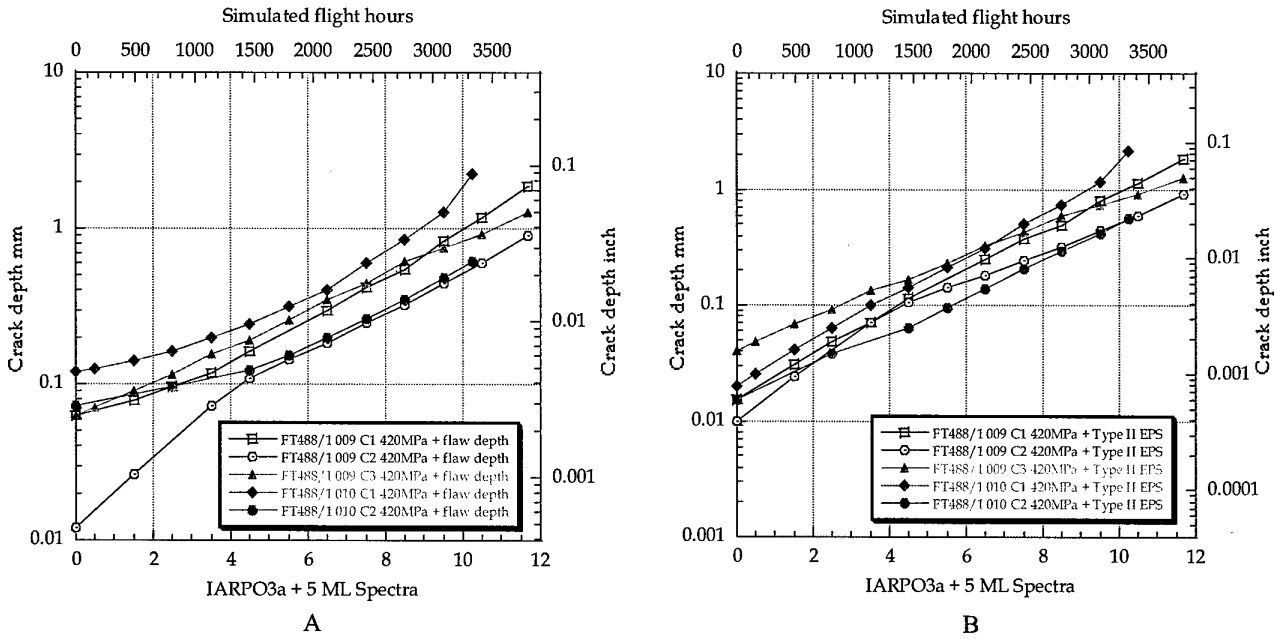 Simulated flight hours
0 500 1000 1500 2000 2500 3000 3500
10
1
0.1
0.01
Crack depth mm
0.1
0.01
0.001
Crack depth inch
FT488/1 009 C1 420MPa + flaw depth
FT488/1 009 C2 420MPa + flaw depth
FT488/1 009 C3 420MPa + flaw depth
FT488/1 010 C1 420MPa + flaw depth
FT488/1 010 C2 420MPa + flaw depth
0 2 4 6 8 10 12
IARPO3a + 5 ML Spectra
A
Simulated flight hours
0 500 1000 1500 2000 2500 3000 3500
10
1
0.1
0.01
0.001
Crack depth mm
0.1
0.01
0.001
0.0001
Crack depth inch
FT488/1 009 C1 420MPa + Type II EPS
FT488/1 009 C2 420MPa + Type II EPS
FT488/1 009 C3 420MPa + Type II EPS
FT488/1 010 C1 420MPa + Type II EPS
FT488/1 010 C2 420MPa + Type II EPS
0 2 4 6 8 10 12
IARPO3a + 5 ML Spectra
B